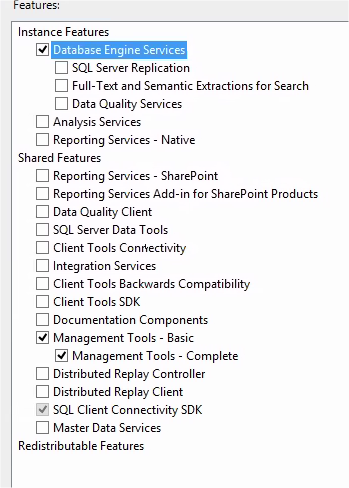 Features:
Instance Features
Database Engine Services
SQL Server Replication
Full-Text and Semantic Extractions for Search
Data Quality Services
Analysis Services
Reporting Services - Native
Shared Features
Reporting Services - SharePoint
Reporting Services Add-in for SharePoint Products
Data Quality Client
SQL Server Data Tools
Client Tools Connectivity
Integration Services
Client Tools Backwards Compatibility
Client Tools SDK
Documentation Components
Management Tools - Basic
Management Tools - Complete
Distributed Replay Controller
Distributed Replay Client
SQL Client Connectivity SDK
Master Data Services
Redistributable Features